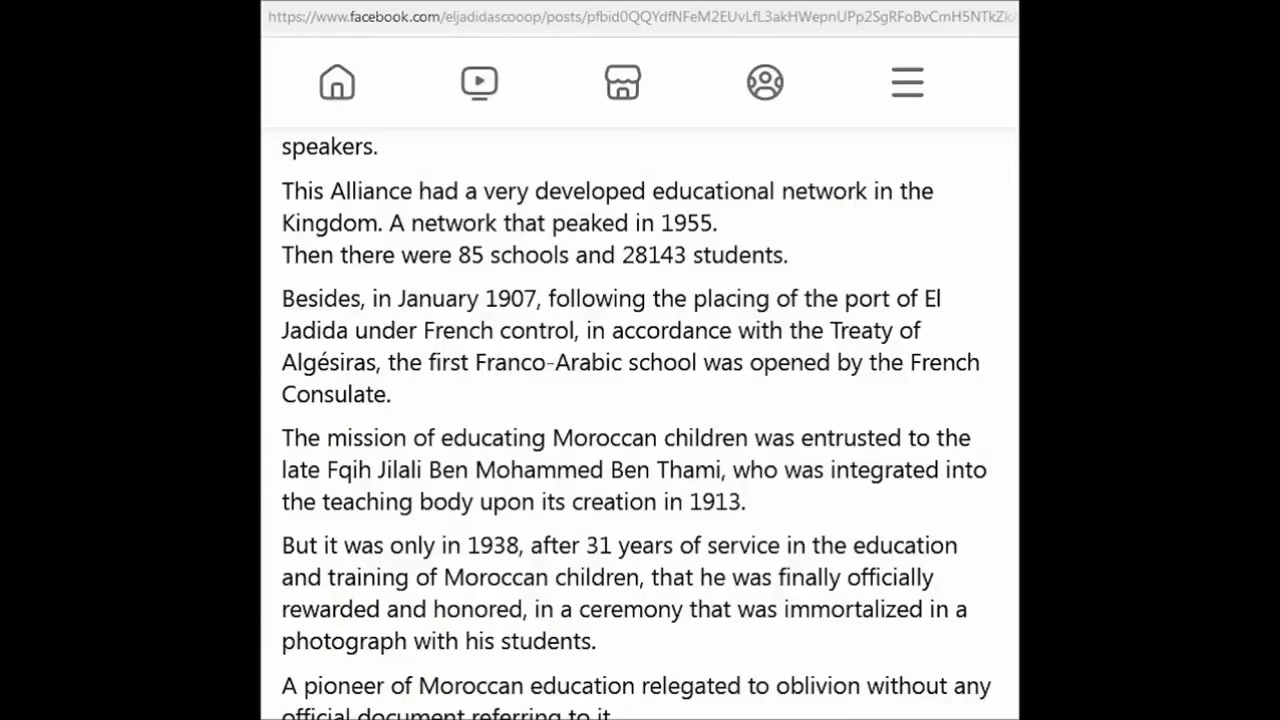 https://www.facebook.com/eljadidascooop/posts/pfbid0QQYdfNFeM2EUvLfL3akHWepnUPp2SgRFoBvCmH5NTkZk
speakers.
This Alliance had a very developed educational network in the
Kingdom. A network that peaked in 1955.
Then there were 85 schools and 28143 students.
Besides, in January 1907, following the placing of the port of El
Jadida under French control, in accordance with the Treaty of
Algésiras, the first Franco-Arabic school was opened by the French
Consulate.
The mission of educating Moroccan children was entrusted to the
late Fqih Jilali Ben Mohammed Ben Thami, who was integrated into
the teaching body upon its creation in 1913.
But it was only in 1938, after 31 years of service in the education
and training of Moroccan children, that he was finally officially
rewarded and honored, in a ceremony that was immortalized in a
photograph with his students.
A pioneer of Moroccan education relegated to oblivion without any
official document referring to it